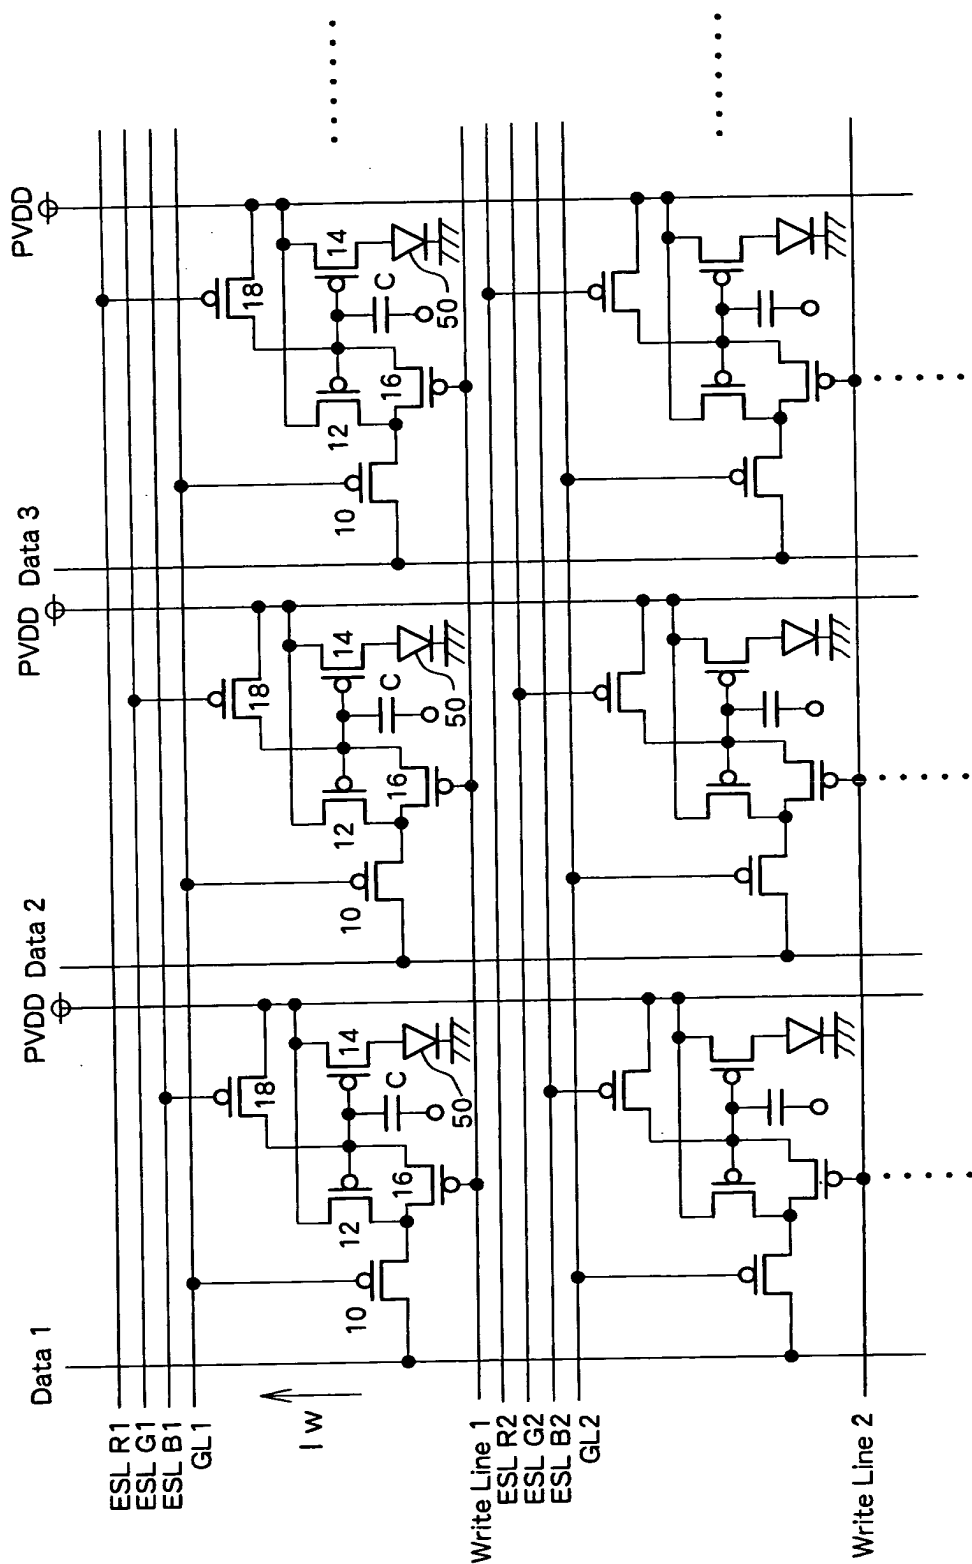 Data 1
PVDD
Data 2
PVDD
Data 3
PVDD
ESL R1
ESL G1
ESL B1
GL1
18
18
18
I W
10
12
14
16
C
50
10
12
14
16
C
50
10
12
14
16
C
50
Write Line 1
ESL R2
ESL G2
ESL B2
GL2
Write Line 2